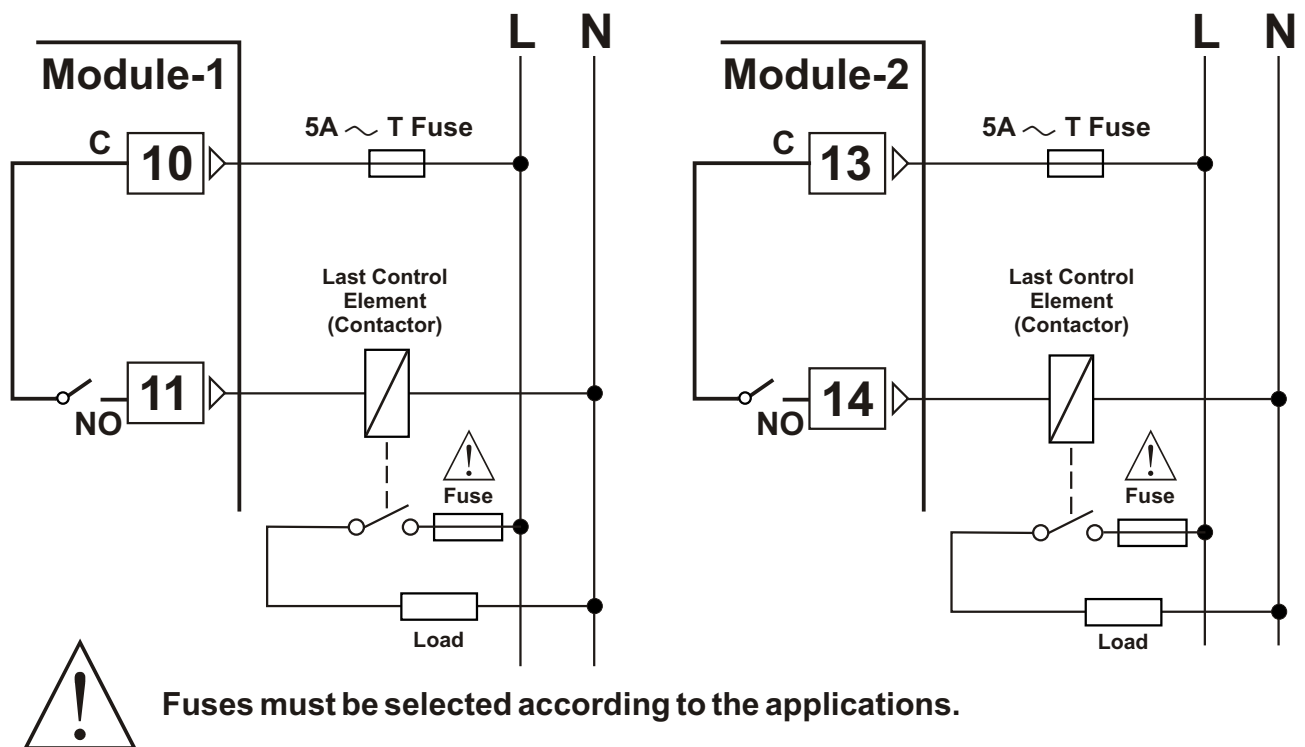 L N
Module-1
5A ~ T Fuse
C
10
Last Control
Element
(Contactor)
11
NO
Fuse
Load
L N
Module-2
5A ~ T Fuse
C
13
Last Control
Element
(Contactor)
14
NO
Fuse
Load
Fuses must be selected according to the applications.